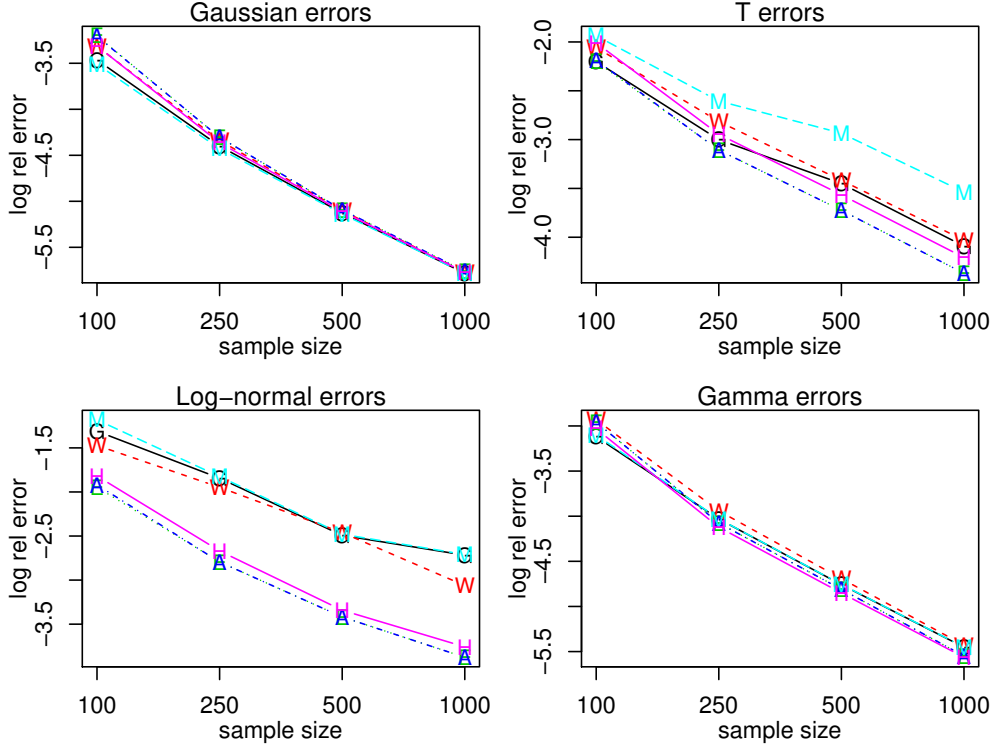 Gaussian errors
log rel error
−3.5
−4.5
−5.5
100 250 500 1000
sample size
T errors
log rel error
−2.0
−3.0
−4.0
100 250 500 1000
sample size
Log−normal errors
log rel error
−1.5
−2.5
−3.5
100 250 500 1000
sample size
Gamma errors
log rel error
−3.5
−4.5
−5.5
100 250 500 1000
sample size